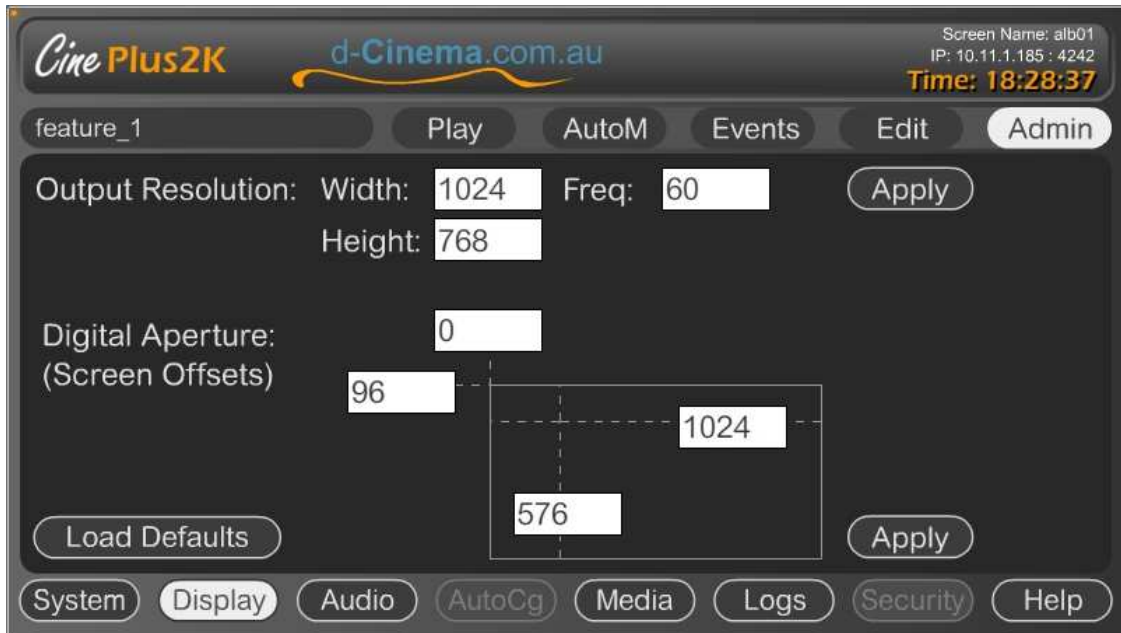 Cine Plus2K
d-Cinema.com.au
Screen Name: alb01
IP: 10.11.1.185 : 4242
Time: 18:28:37
feature_1
Play
AutoM
Events
Edit
Admin
Output Resolution: Width: 1024 Freq: 60 Apply
Height: 768
Digital Aperture: 0
(Screen Offsets)
96
1024
576
Load Defaults
Apply
System
Display
Audio
AutoCg
Media
Logs
Security
Help